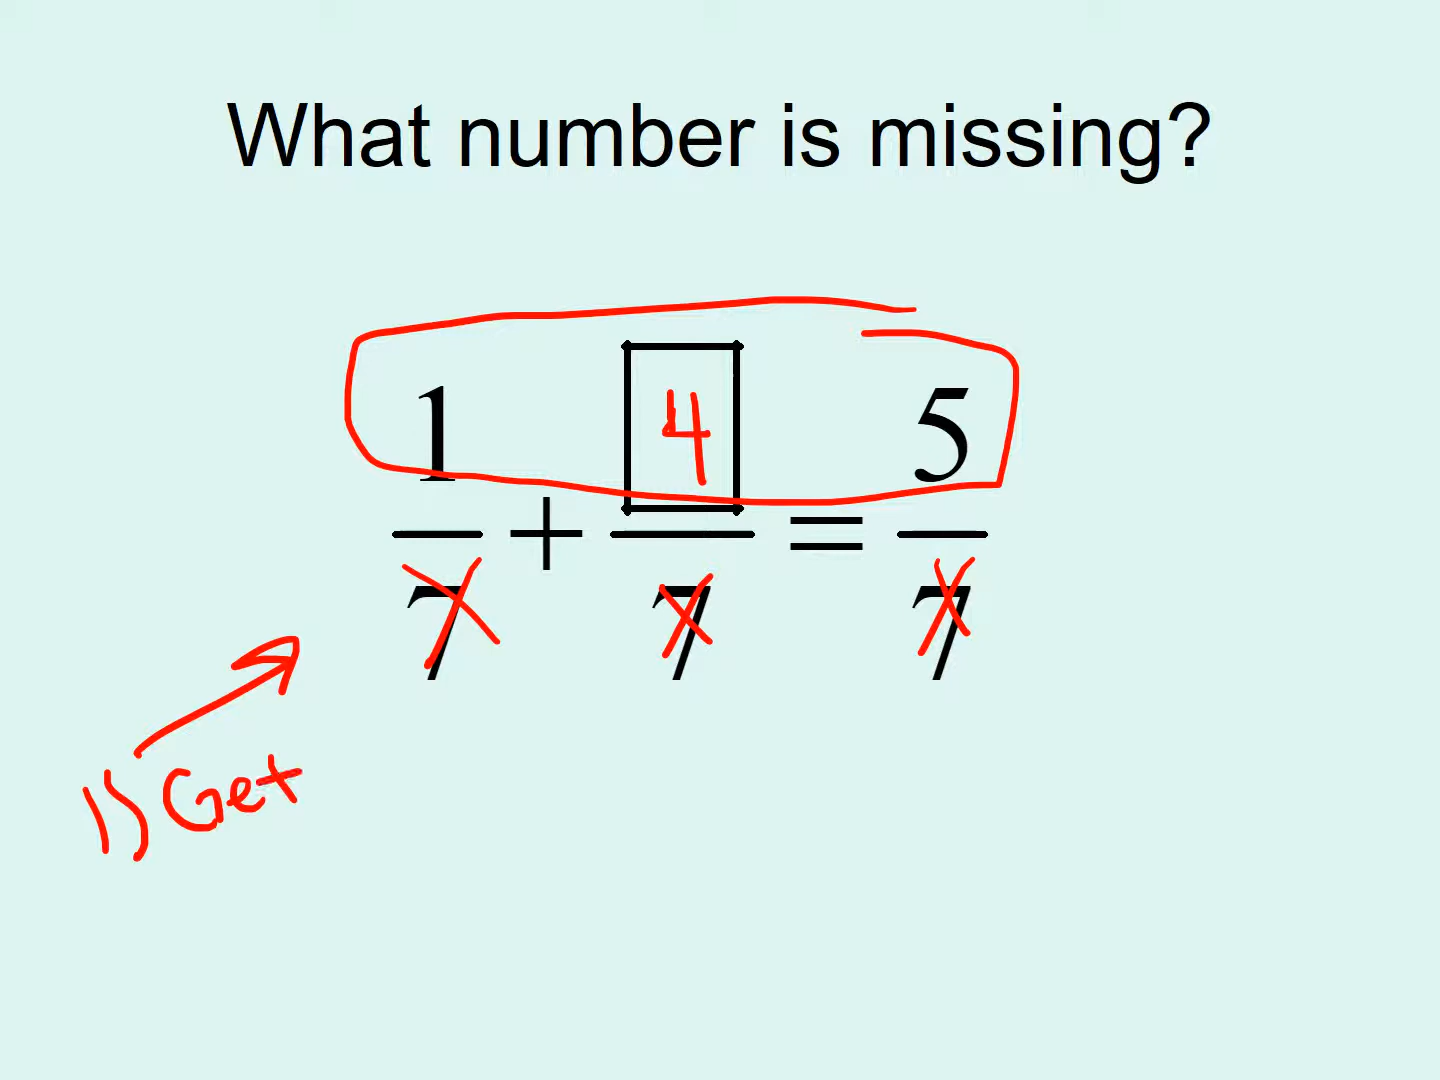 What number is missing?
1 4 5
+ =
7 7 7
1) Get